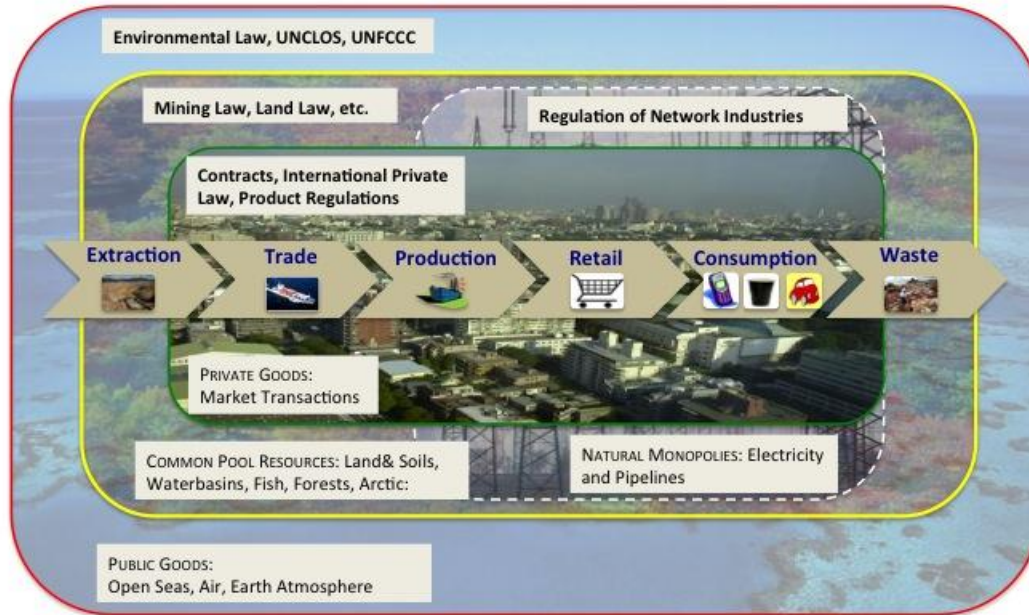 Environmental Law, UNCLOS, UNFCCC
Mining Law, Land Law, etc.
Regulation of Network Industries
Contracts, International Private
Law, Product Regulations
Extraction
Trade
Production
Retail
Consumption
Waste
PRIVATE GOODS:
Market Transactions
COMMON POOL RESOURCES: Land& Soils,
Waterbasins, Fish, Forests, Arctic:
NATURAL MONOPOLIES: Electricity
and Pipelines
PUBLIC GOODS:
Open Seas, Air, Earth Atmosphere